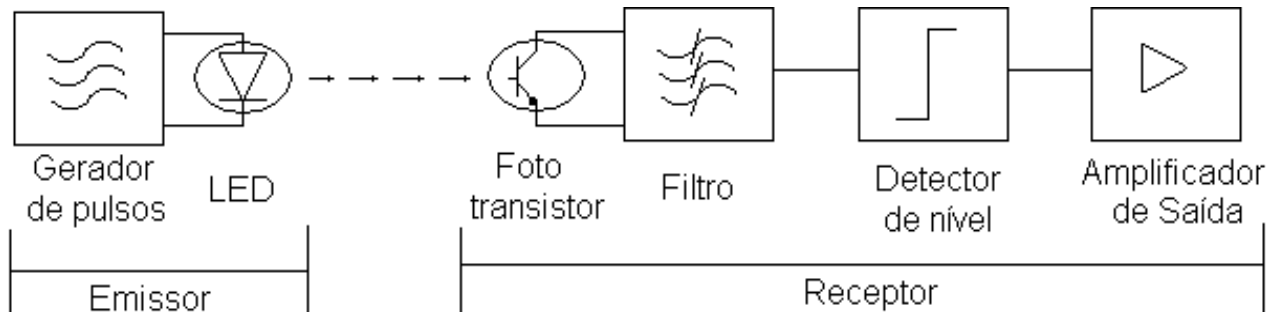 Gerador
de pulsos
LED
Foto
transistor
Filtro
Detector
de nível
Amplificador
de Saída
Emissor
Receptor